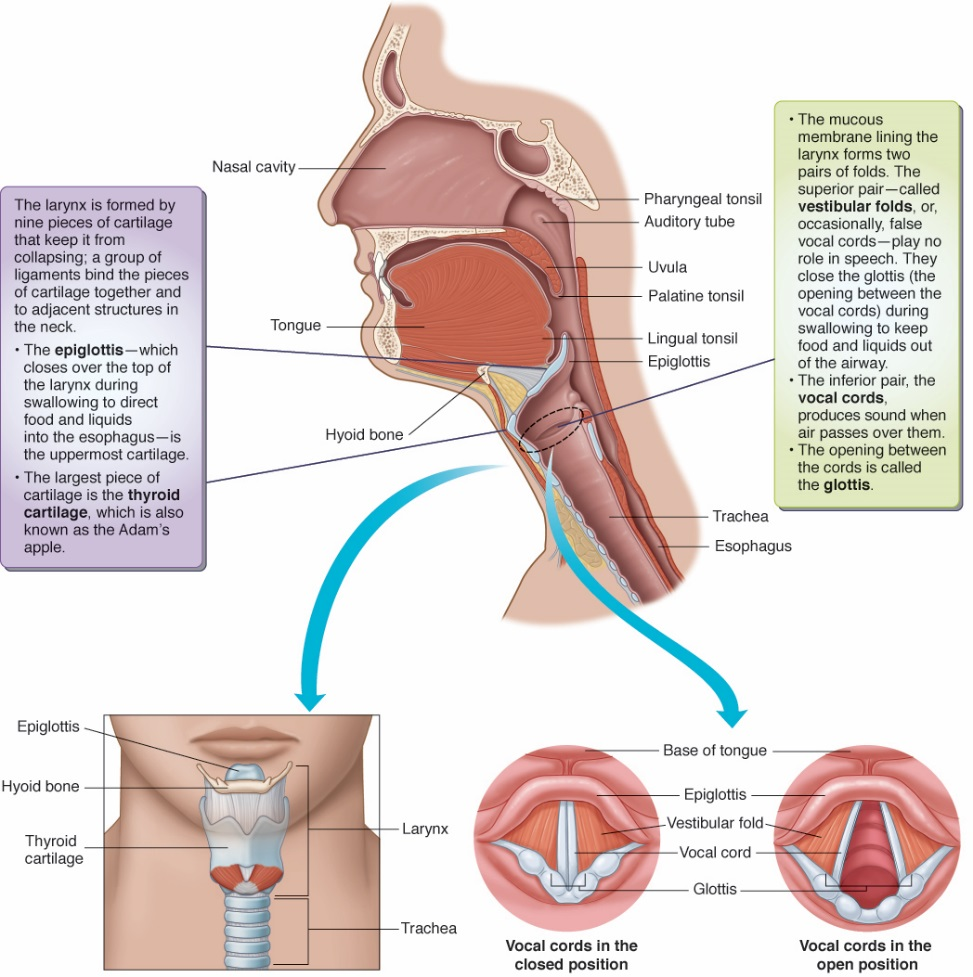 Nasal cavity
Pharyngeal tonsil
Auditory tube
Uvula
Palatine tonsil
Tongue
Lingual tonsil
Epiglottis
Hyoid bone
Trachea
Esophagus
The larynx is formed by
nine pieces of cartilage
that keep it from
collapsing; a group of
ligaments bind the pieces
of cartilage together and
to adjacent structures in
the neck.
• The epiglottis—which
closes over the top of
the larynx during
swallowing to direct
food and liquids
into the esophagus—is
the uppermost cartilage.
• The largest piece of
cartilage is the thyroid
cartilage, which is also
known as the Adam's
apple.
• The mucous
membrane lining the
larynx forms two
pairs of folds. The
superior pair—called
vestibular folds, or,
occasionally, false
vocal cords—play no
role in speech. They
close the glottis (the
opening between the
vocal cords) during
swallowing to keep
food and liquids out
of the airway.
• The inferior pair, the
vocal cords,
produces sound when
air passes over them.
• The opening between
the cords is called
the glottis.
Epiglottis
Hyoid bone
Thyroid
cartilage
Larynx
Trachea
Base of tongue
Epiglottis
Vestibular fold
Vocal cord
Glottis
Vocal cords in the
closed position
Vocal cords in the
open position